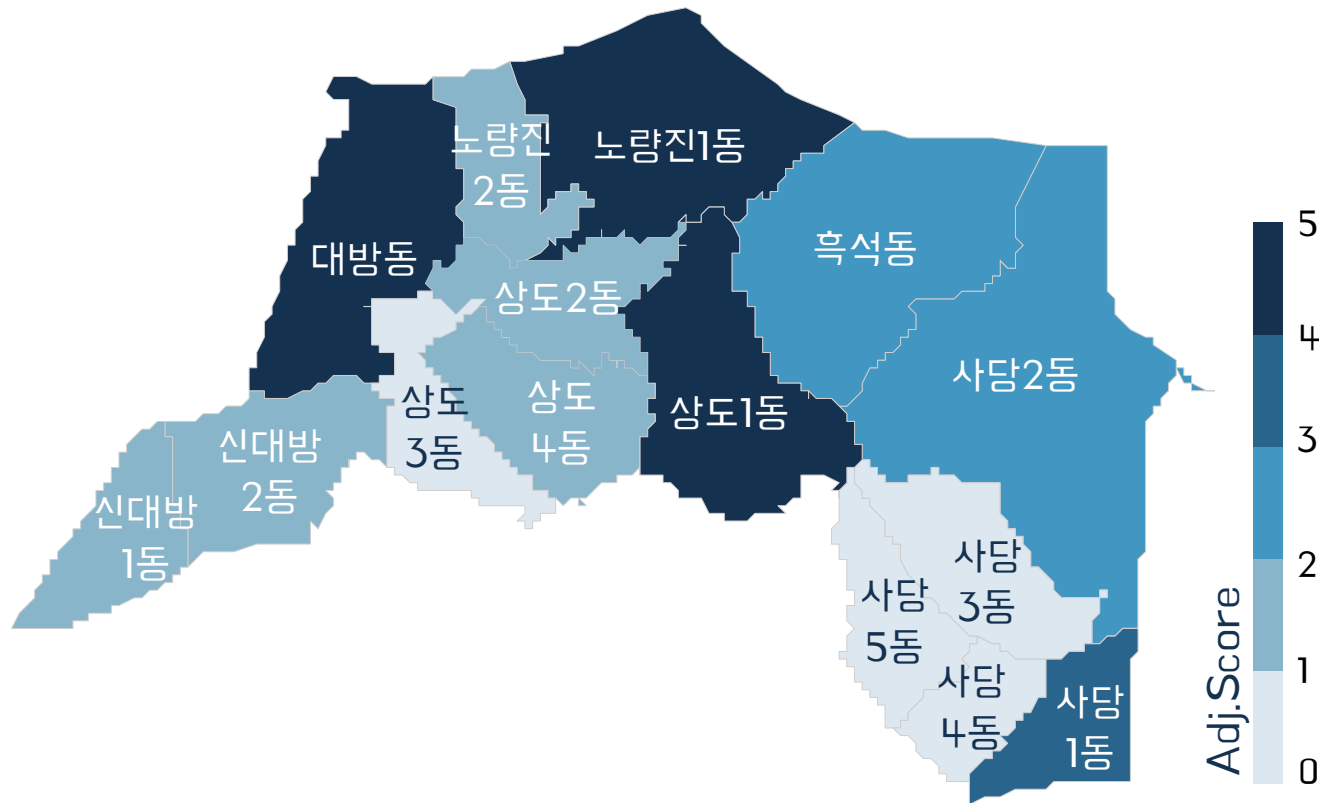 노량진
2동
노량진1동
대방동
흑석동
상도2동
사당2동
상도
3동
상도
4동
상도1동
신대방
2동
신대방
1동
사당
3동
사당
5동
사당
4동
사당
1동
Adj.Score
5
4
3
2
1
0